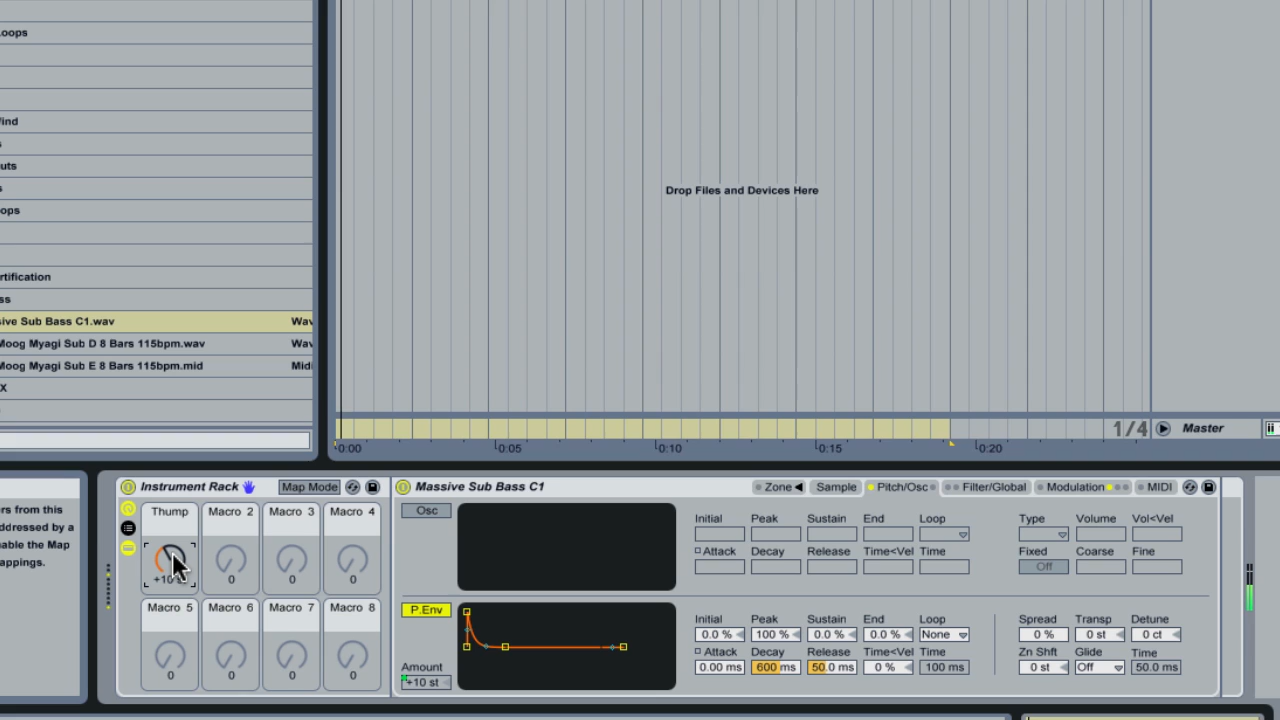 oops
ind
s
uts
s
ops
rtification
ss
sive Sub Bass C1.wav Wav
Moog Myagi Sub D 8 Bars 115bpm.wav Wav
Moog Myagi Sub E 8 Bars 115bpm.mid Midi
X
Drop Files and Devices Here
1/4 Master
0:00 0:05 0:10 0:15 0:20
rs from this
ddressed by a
able the Map
appings.
Instrument Rack Map Mode
Thump Macro 2 Macro 3 Macro 4
+10 0 0 0
Macro 5 Macro 6 Macro 7 Macro 8
0 0 0 0
Massive Sub Bass C1 Zone Sample Pitch/Osc Filter/Global Modulation MIDI
Osc
Initial Peak Sustain End Loop Type Volume Vol<Vel
Attack Decay Release Time<Vel Time Fixed Coarse Fine
Off
P.Env
Initial Peak Sustain End Loop Spread Transp Detune
0.0 % 100 % 0.0 % 0.0 % None 0 % 0 st 0 ct
Attack Decay Release Time<Vel Time Zn Shft Glide Time
0.00 ms 600 ms 50.0 ms 0 % 100 ms 0 st Off 50.0 ms
Amount
+10 st